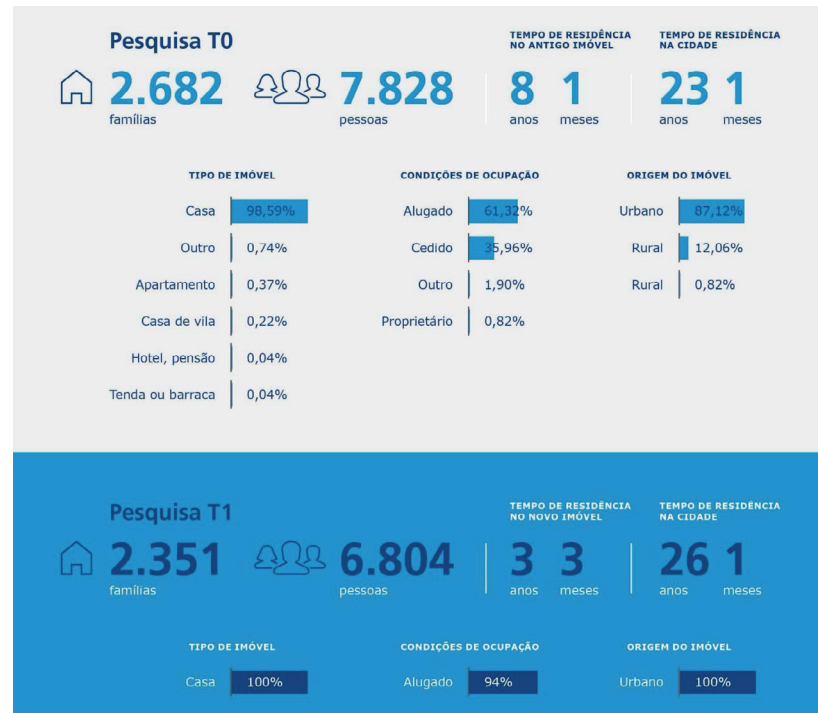 Pesquisa T0
TEMPO DE RESIDÊNCIA
NO ANTIGO IMÓVEL
TEMPO DE RESIDÊNCIA
NA CIDADE
2.682
famílias
7.828
pessoas
8 1
anos meses
23 1
anos meses
TIPO DE IMÓVEL
Casa 98,59%
Outro 0,74%
Apartamento 0,37%
Casa de vila 0,22%
Hotel, pensão 0,04%
Tenda ou barraca 0,04%
CONDIÇÕES DE OCUPAÇÃO
Alugado 61,32%
Cedido 35,96%
Outro 1,90%
Proprietário 0,82%
ORIGEM DO IMÓVEL
Urbano 87,12%
Rural 12,06%
Rural 0,82%
Pesquisa T1
TEMPO DE RESIDÊNCIA
NO NOVO IMÓVEL
TEMPO DE RESIDÊNCIA
NA CIDADE
2.351
famílias
6.804
pessoas
3 3
anos meses
26 1
anos meses
TIPO DE IMÓVEL
Casa 100%
CONDIÇÕES DE OCUPAÇÃO
Alugado 94%
ORIGEM DO IMÓVEL
Urbano 100%